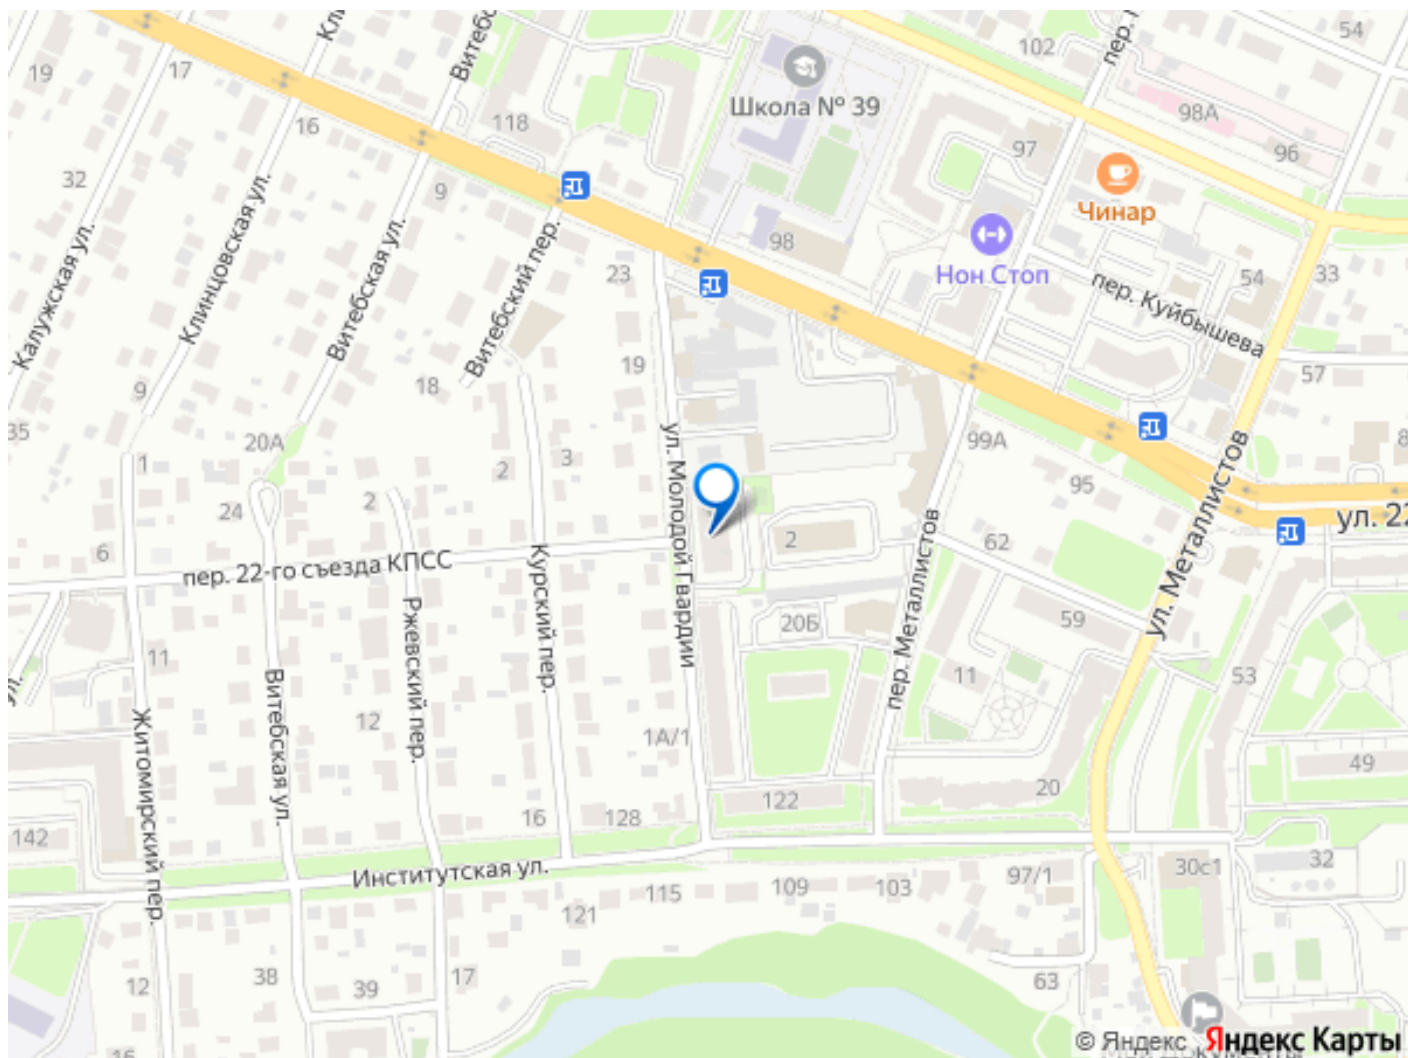 54
102
19
17
Школа № 39
98А
118
16
97
96
32
9
Чинар
Витебский пер.
98
Нон Стоп
Калужская ул.
Клинцовская ул.
Витебская ул.
23
пер. Куйбышева
54
33
19
18
57
9
35
20А
1
2
3
99А
ул. Молодой Гвардии
ул. Металлистов
95
24
2
6
пер. 22-го съезда КПСС
2
62
ул. 22
Курский пер.
Ржевский пер.
пер. Металлистов
20Б
59
11
11
53
Витебская ул.
12
1А/1
Житомирский пер.
49
122
20
16
128
142
Институтская ул.
30с1
32
115
109
103
97/1
121
38
17
12
39
63
© Яндекс Яндекс Карты